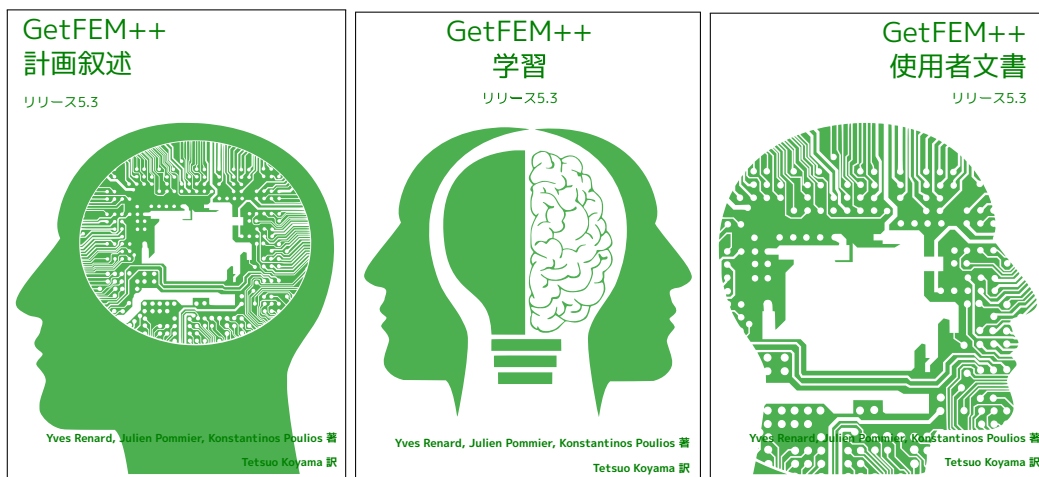 GetFEM++
計画叙述
リリース5.3
Yves Renard, Julien Pommier, Konstantinos Poulios 著
Tetsuo Koyama 訳
GetFEM++
学習
リリース5.3
Yves Renard, Julien Pommier, Konstantinos Poulios 著
Tetsuo Koyama 訳
GetFEM++
使用者文書
リリース5.3
Yves Renard, Julien Pommier, Konstantinos Poulios 著
Tetsuo Koyama 訳